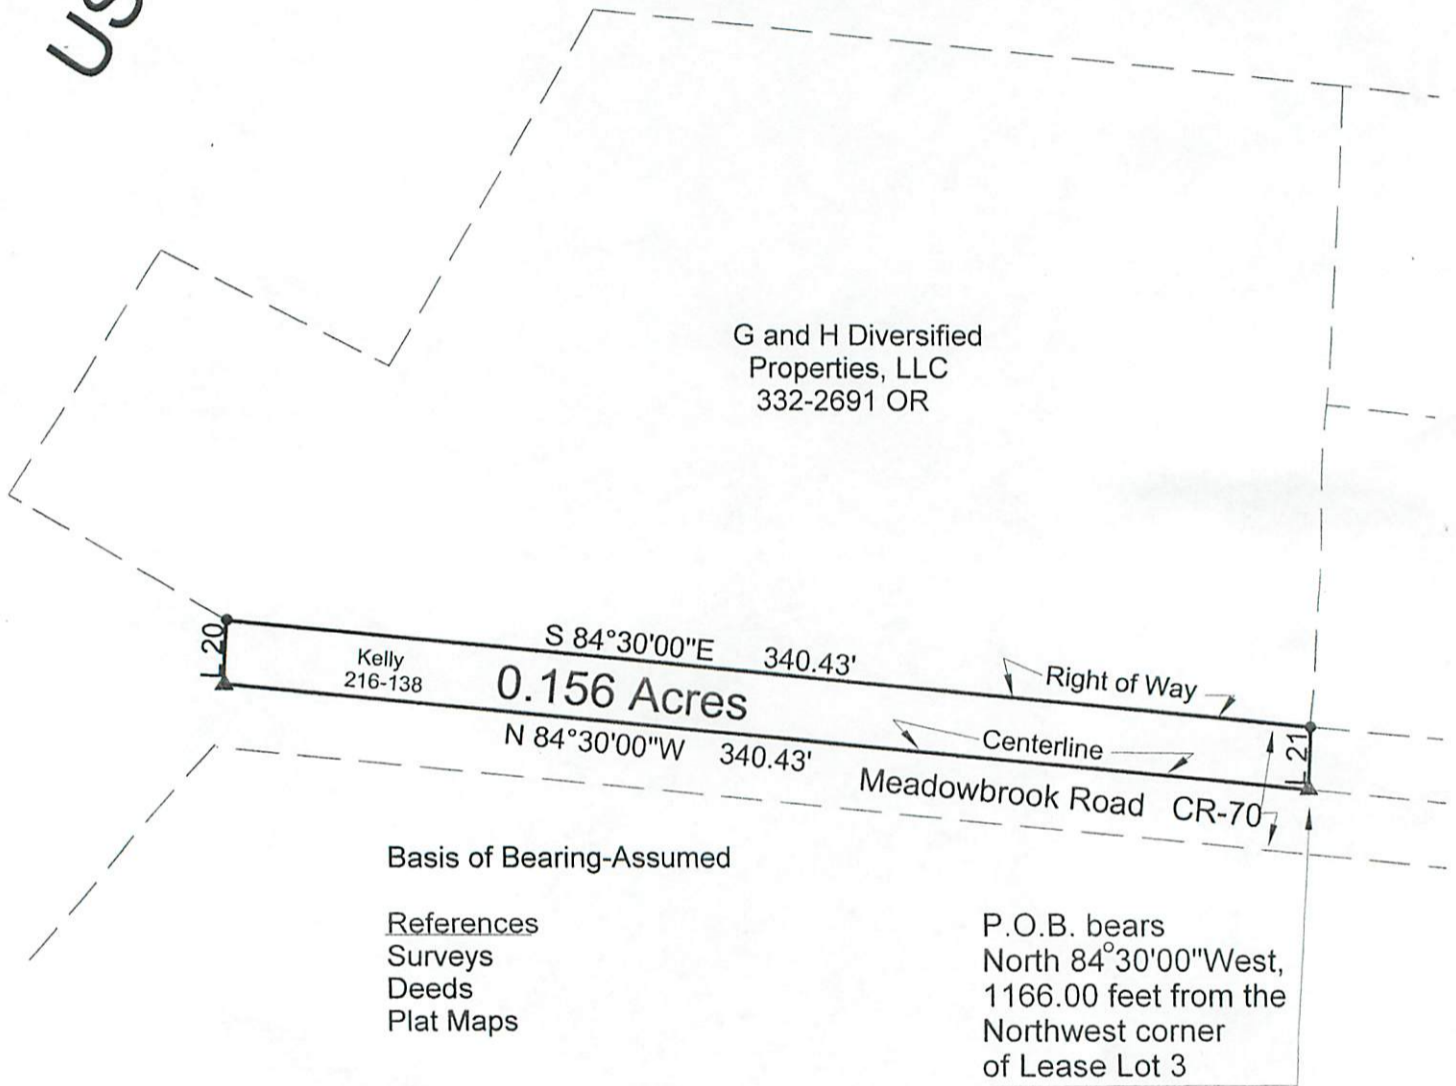 US
G and H Diversified
Properties, LLC
332-2691 OR
L 20
Kelly
216-138
S 84°30'00"E 340.43'
0.156 Acres
N 84°30'00"W 340.43'
Right of Way
Centerline
L 21
Meadowbrook Road CR-70
Basis of Bearing-Assumed
References
Surveys
Deeds
Plat Maps
P.O.B. bears
North 84°30'00"West,
1166.00 feet from the
Northwest corner
of Lease Lot 3